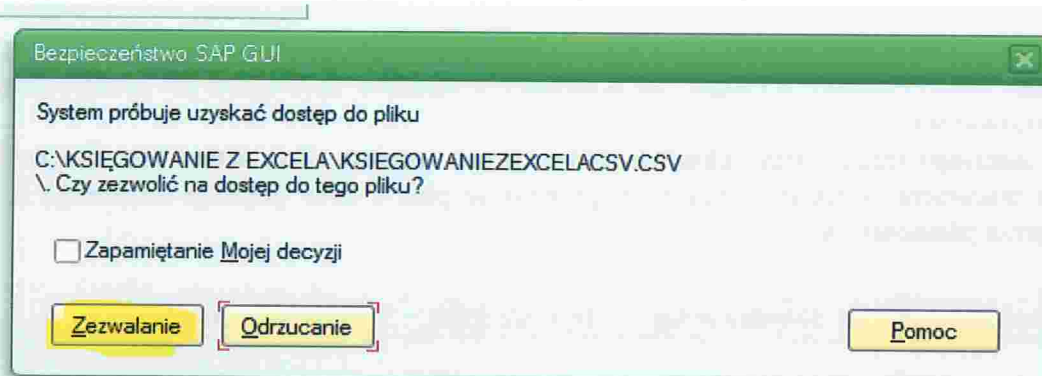 Bezpieczeństwo SAP GUI
System próbuje uzyskać dostęp do pliku
C:\KSIĘGOWANIE Z EXCELA\KSIEGOWANIEZEXCELACSV.CSV
\. Czy zezwolić na dostęp do tego pliku?
Zapamiętanie Mojej decyzji
Zezwalanie Odrzucanie Pomoc